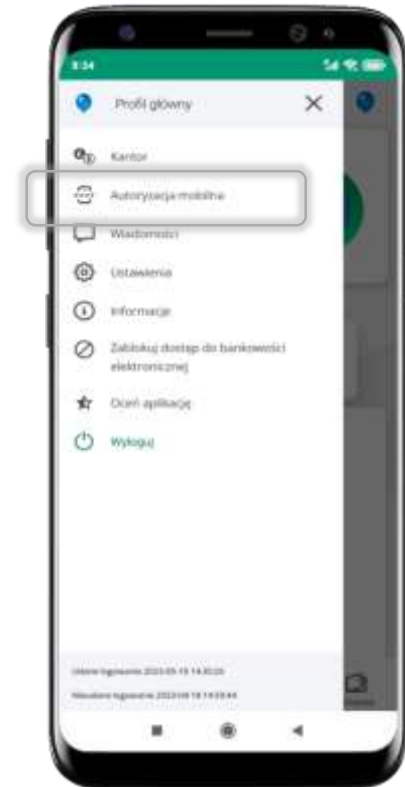 Profil główny
Kantor
Autoryzacja mobilna
Wiadomości
Ustawienia
Informacje
Zablokuj dostęp do bankowości
elektronicznej
Oceń aplikację
Wyloguj